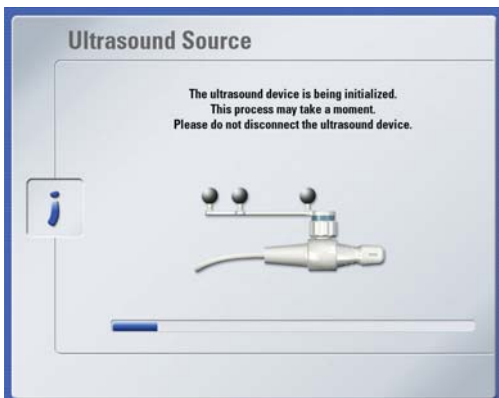 Ultrasound Source
The ultrasound device is being initialized.
This process may take a moment.
Please do not disconnect the ultrasound device.
i